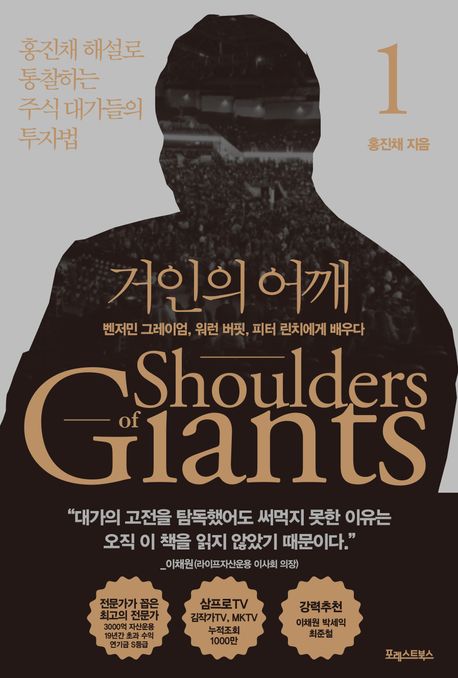 홍진채 해설로
통찰하는
주식 대가들의
투자법
1
홍진채 지음
거인의 어깨
벤저민 그레이엄, 워런 버핏, 피터 린치에게 배우다
Shoulders
of
Giants
“대가의 고전을 탐독했어도 써먹지 못한 이유는
오직 이 책을 읽지 않았기 때문이다.”
_이채원(라이프자산운용 이사회 의장)
전문가가 꼽은
최고의 전문가
3000억 자산운용
19년간 초과 수익
연기금 S등급
삼프로TV
김작가TV, MKTV
누적조회
1000만
강력추천
이채원 박세익
최준철
포레스트북스